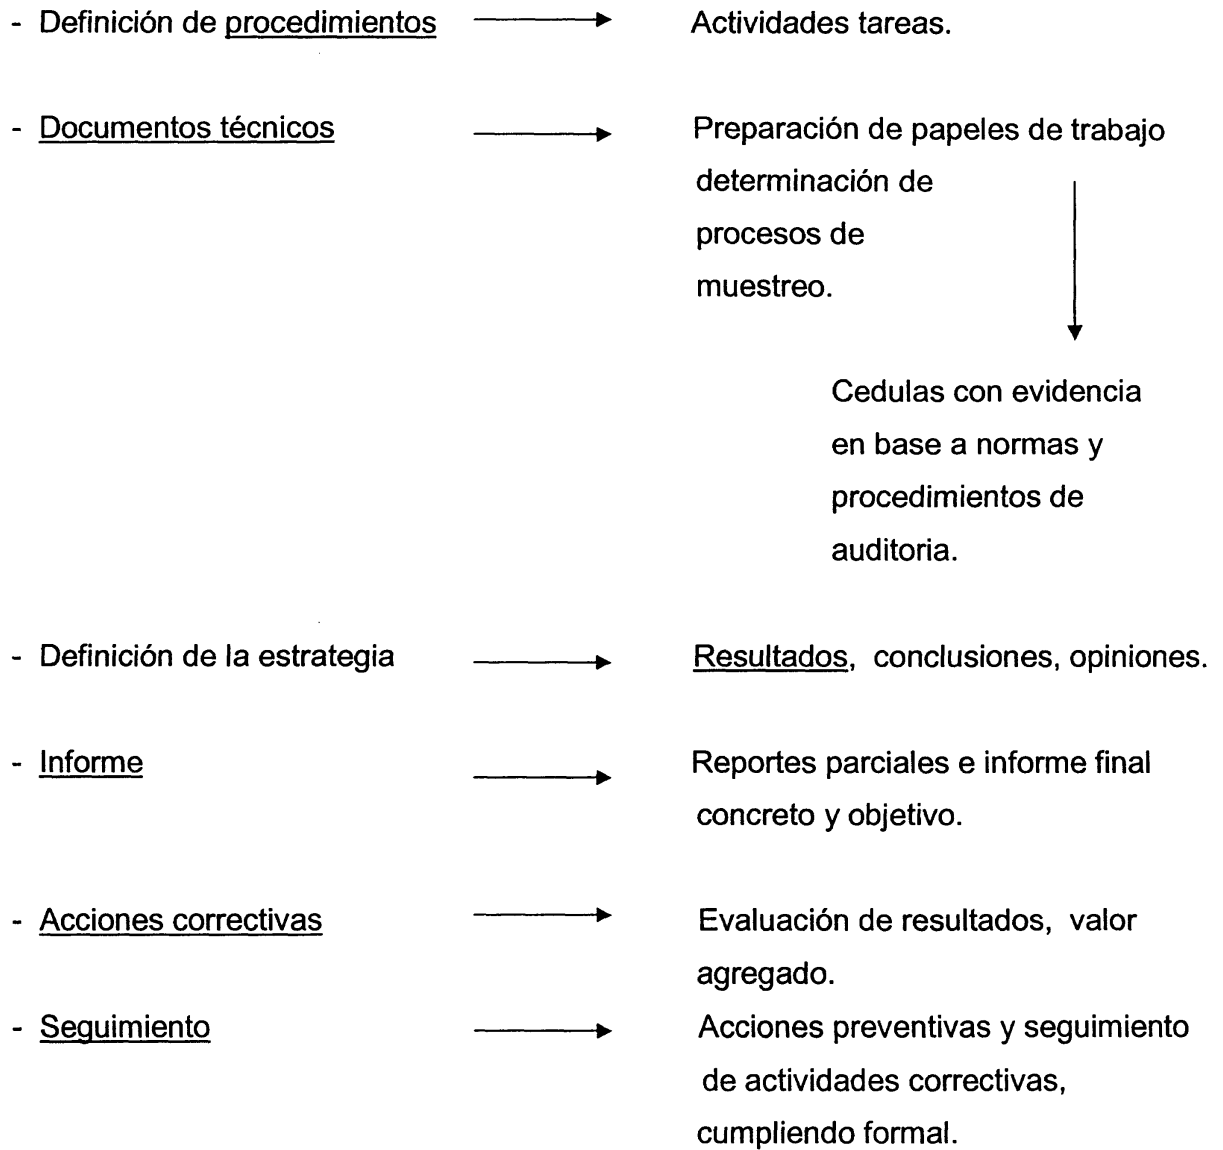 - Definición de procedimientos Actividades tareas.
- Documentos técnicos Preparación de papeles de trabajo
determinación de
procesos de
muestreo.
Cedulas con evidencia
en base a normas y
procedimientos de
auditoria.
- Definición de la estrategia Resultados, conclusiones, opiniones.
- Informe Reportes parciales e informe final
concreto y objetivo.
- Acciones correctivas Evaluación de resultados, valor
agregado.
- Seguimiento Acciones preventivas y seguimiento
de actividades correctivas,
cumpliendo formal.